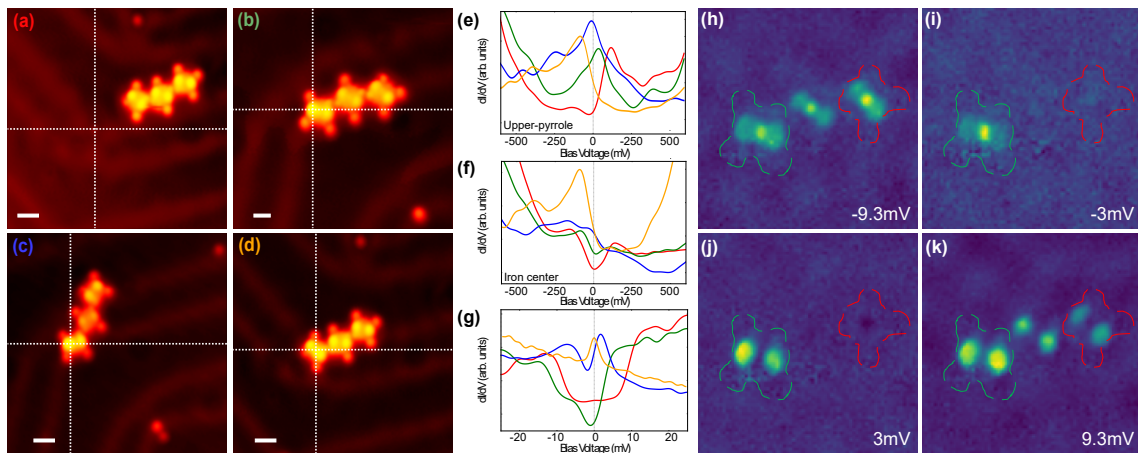 (a)
(b)
(c)
(d)
(e)
dI/dV (arb. units)
Upper-pyrrole
-500 -250 0 -250 500
Bias Voltage (mV)
(f)
dI/dV (arb. units)
Iron center
-500 -250 0 -250 500
Bias Voltage (mV)
(g)
dI/dV (arb. units)
-20 -10 0 10 20
Bias Voltage (mV)
(h)
-9.3mV
(i)
-3mV
(j)
3mV
(k)
9.3mV